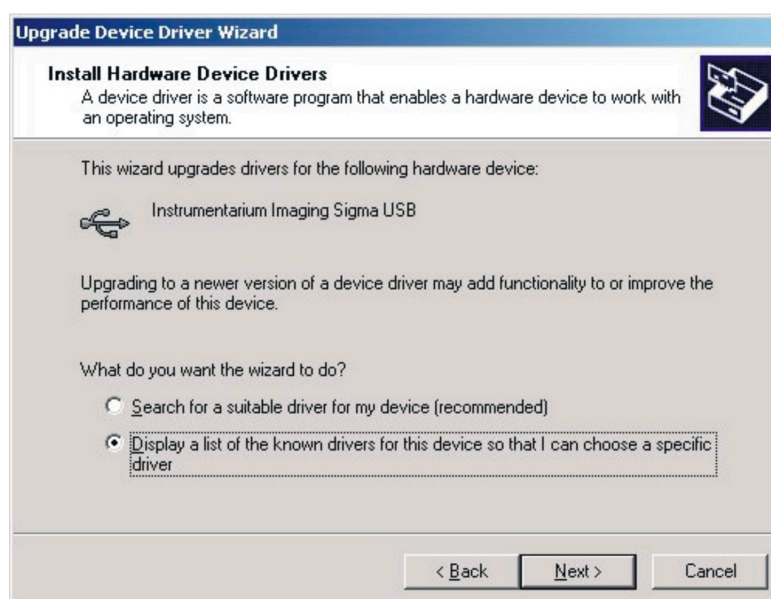 Upgrade Device Driver Wizard
Install Hardware Device Drivers
A device driver is a software program that enables a hardware device to work with
an operating system.
This wizard upgrades drivers for the following hardware device:
Instrumentarium Imaging Sigma USB
Upgrading to a newer version of a device driver may add functionality to or improve the
performance of this device.
What do you want the wizard to do?
Search for a suitable driver for my device (recommended)
Display a list of the known drivers for this device so that I can choose a specific
driver
< Back
Next >
Cancel